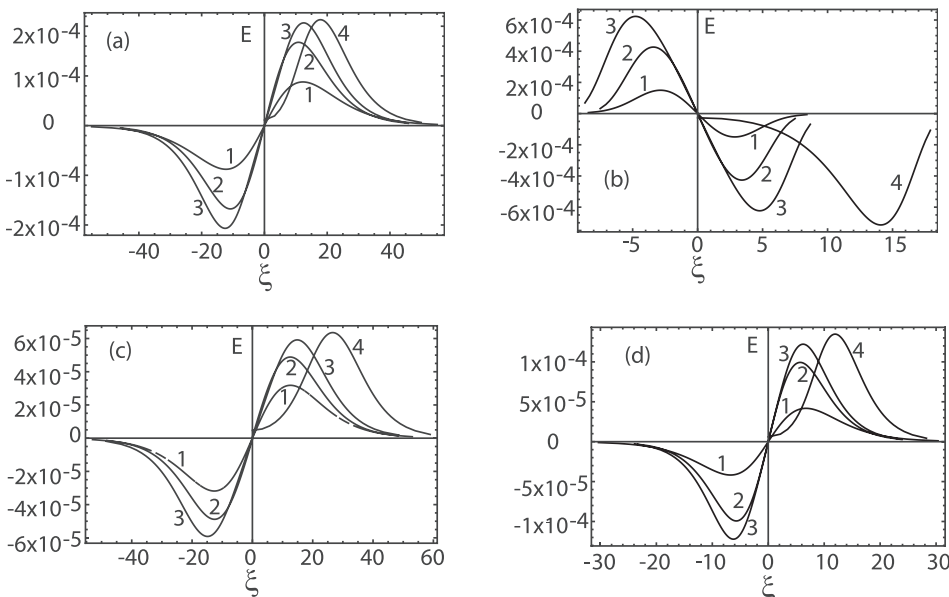 (a)
E
2x10⁻⁴
1x10⁻⁴
0
-1x10⁻⁴
-2x10⁻⁴
3
4
2
1
1
2
3
-40 -20 0 20 40
ξ
(b)
E
6x10⁻⁴
4x10⁻⁴
2x10⁻⁴
0
-2x10⁻⁴
-4x10⁻⁴
-6x10⁻⁴
3
2
1
1
2
3
4
-5 0 5 10 15
ξ
(c)
E
6x10⁻⁵
4x10⁻⁵
2x10⁻⁵
0
-2x10⁻⁵
-4x10⁻⁵
-6x10⁻⁵
4
3
2
1
1
2
3
-40 -20 0 20 40 60
ξ
(d)
E
1x10⁻⁴
5x10⁻⁵
0
-5x10⁻⁵
-1x10⁻⁴
3
4
2
1
1
2
3
-30 -20 -10 0 10 20 30
ξ